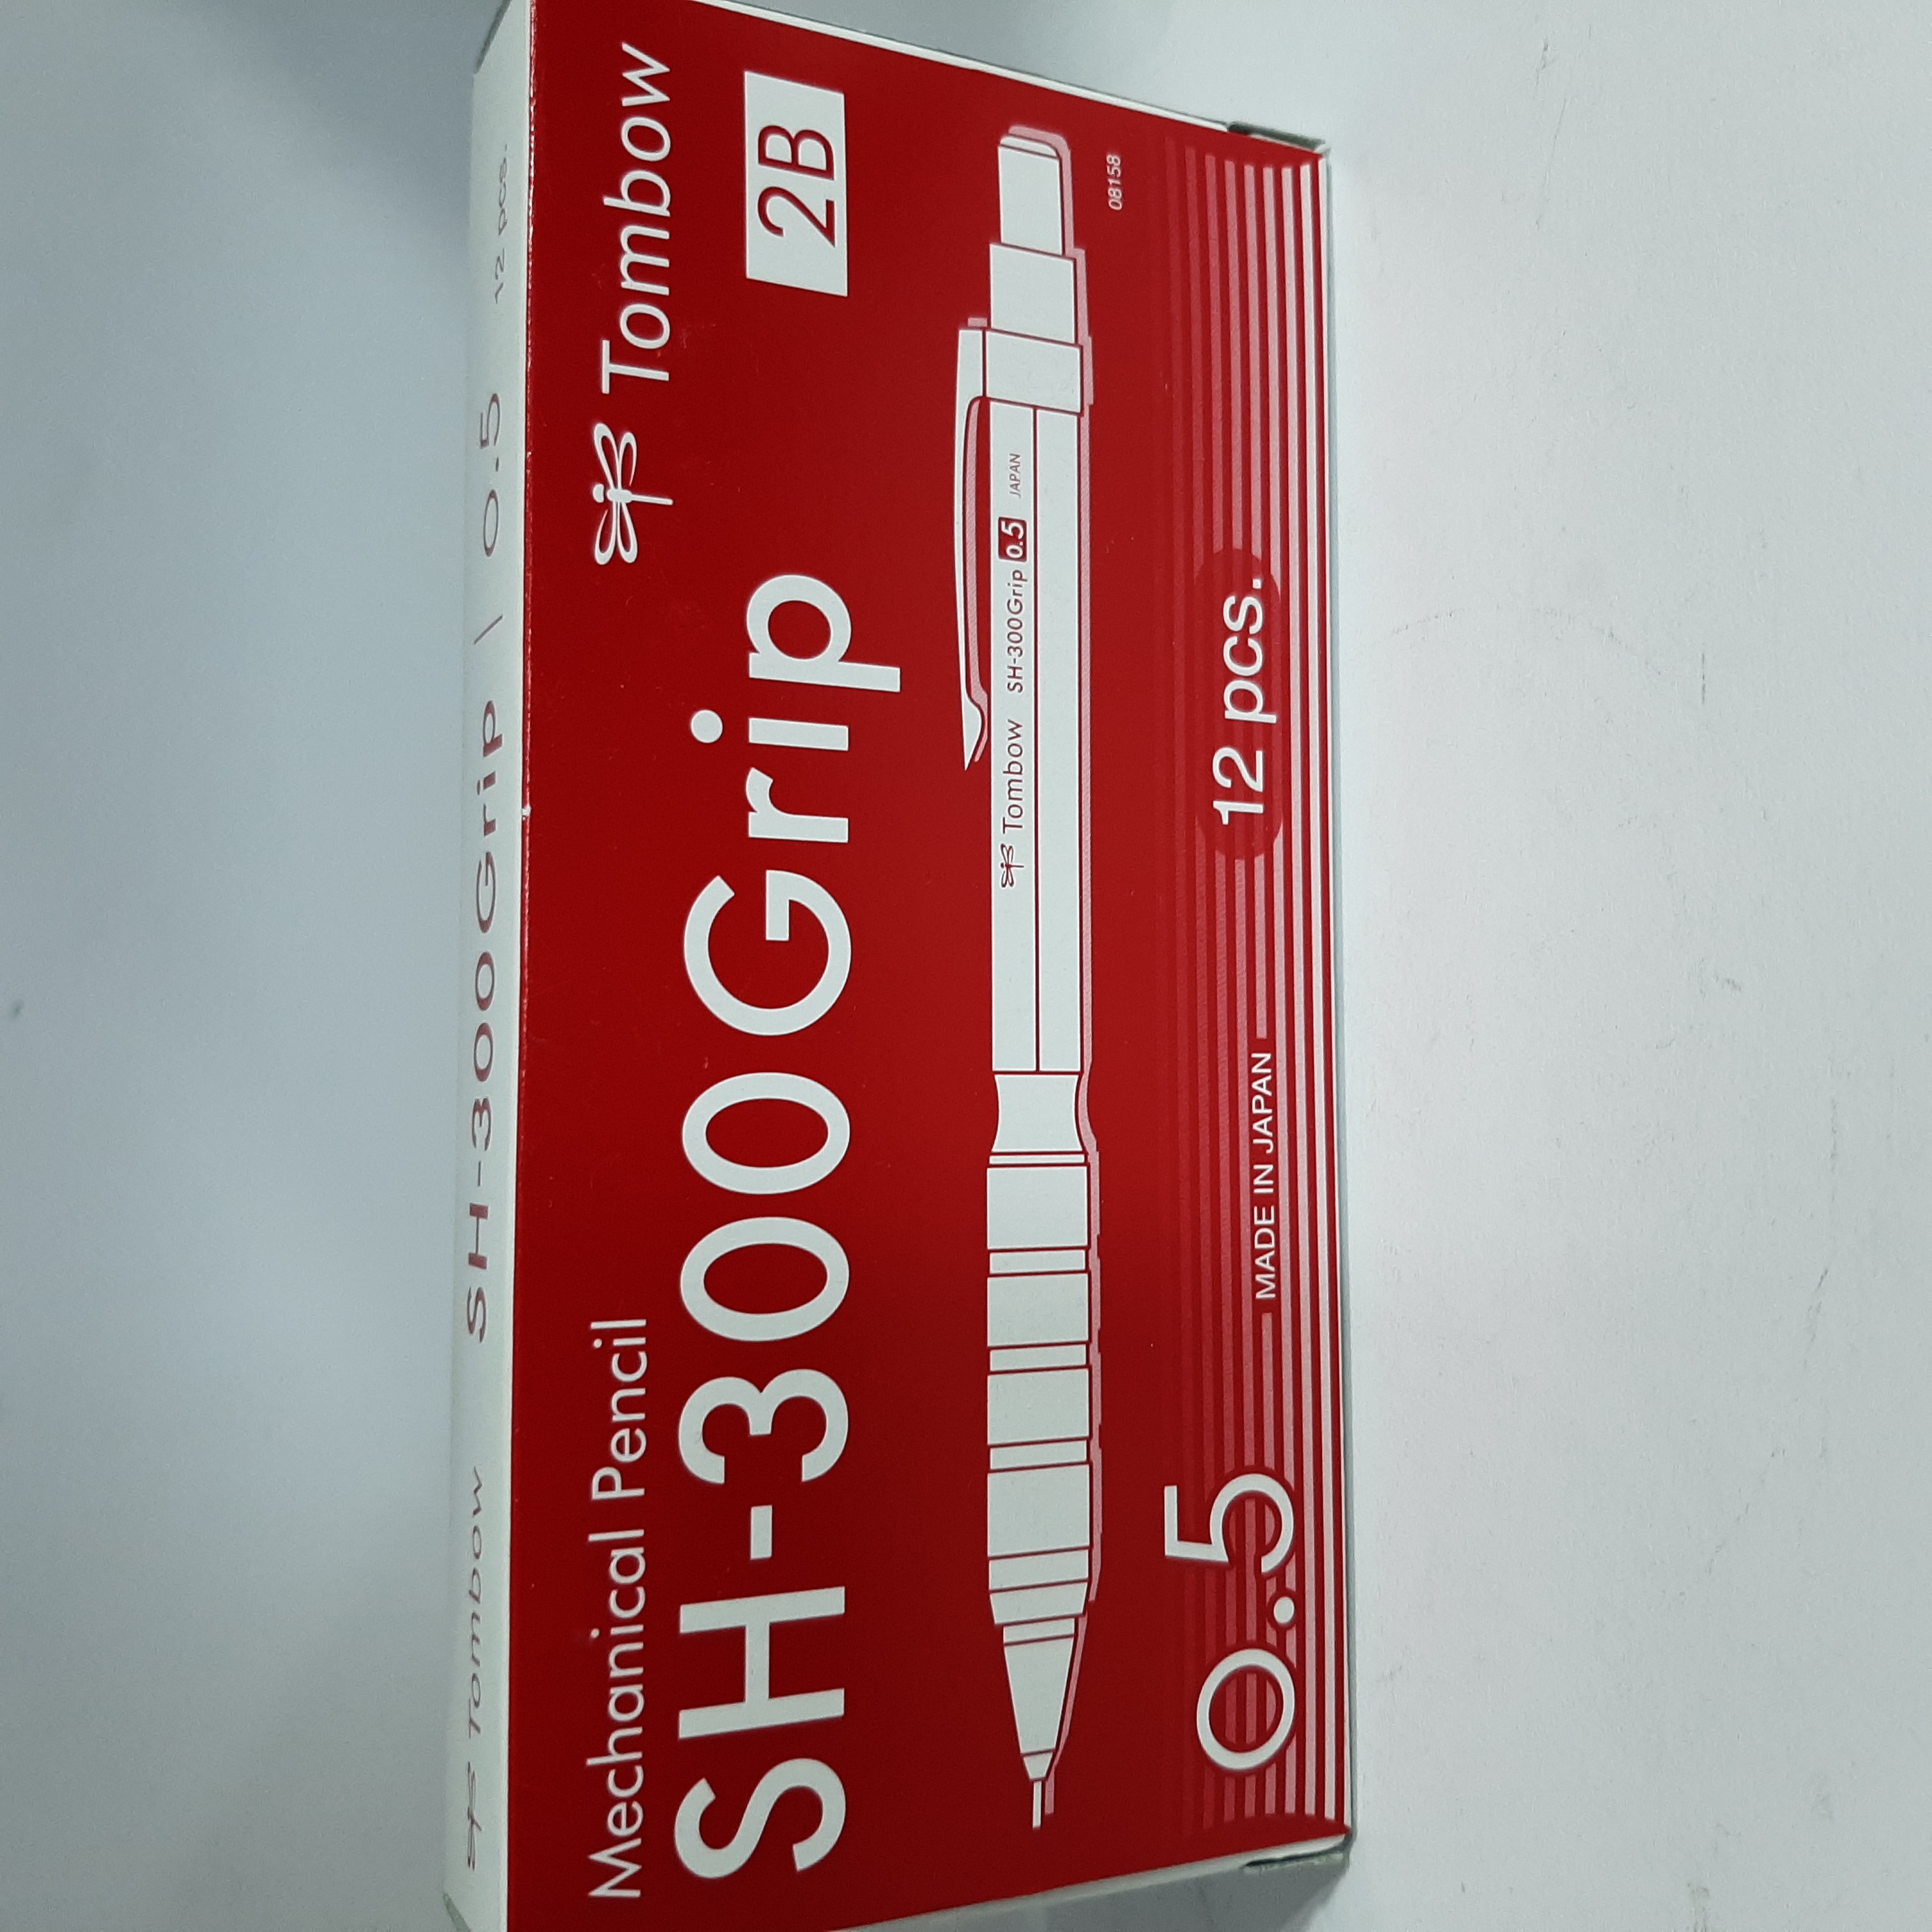 Tombow SH-300Grip \ 0.5 12 pcs.
Mechanical Pencil Tombow
SH-300Grip 2B
Tombow SH-300Grip 0.5 JAPAN
08158
0.5 MADE IN JAPAN 12 pcs.